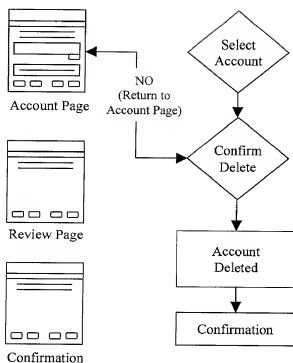 Account Page
Review Page
Confirmation
NO
(Return to
Account Page)
Select
Account
Confirm
Delete
Account
Deleted
Confirmation